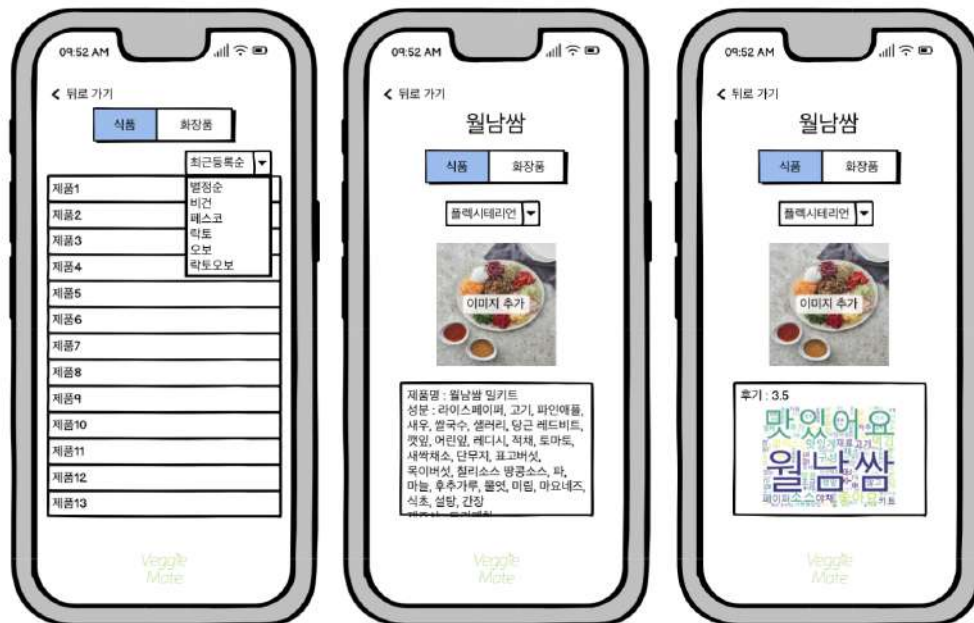 09:52 AM
뒤로 가기
식품 화장품
최근등록순
별정순
비건
페스코
락토
오보
락토오보
제품1
제품2
제품3
제품4
제품5
제품6
제품7
제품8
제품9
제품10
제품11
제품12
제품13
Veggie
Mate
09:52 AM
뒤로 가기
월남쌈
식품 화장품
플렉시테리언
이미지 추가
제품명 : 월남쌈 밀키트
성분 : 라이스페이퍼, 고기, 파인애플,
새우, 쌀국수, 샐러리, 당근 레드비트,
깻잎, 어린잎, 레디시, 적채, 토마토,
새싹채소, 단무지, 표고버섯,
목이버섯, 칠리소스 땅콩소스, 파,
마늘, 후추가루, 물엿, 미림, 마요네즈,
식초, 설탕, 간장
Veggie
Mate
09:52 AM
뒤로 가기
월남쌈
식품 화장품
플렉시테리언
이미지 추가
후기 : 3.5
맛있어요
월남쌈
페이퍼 소스 야채 좋아요
Veggie
Mate